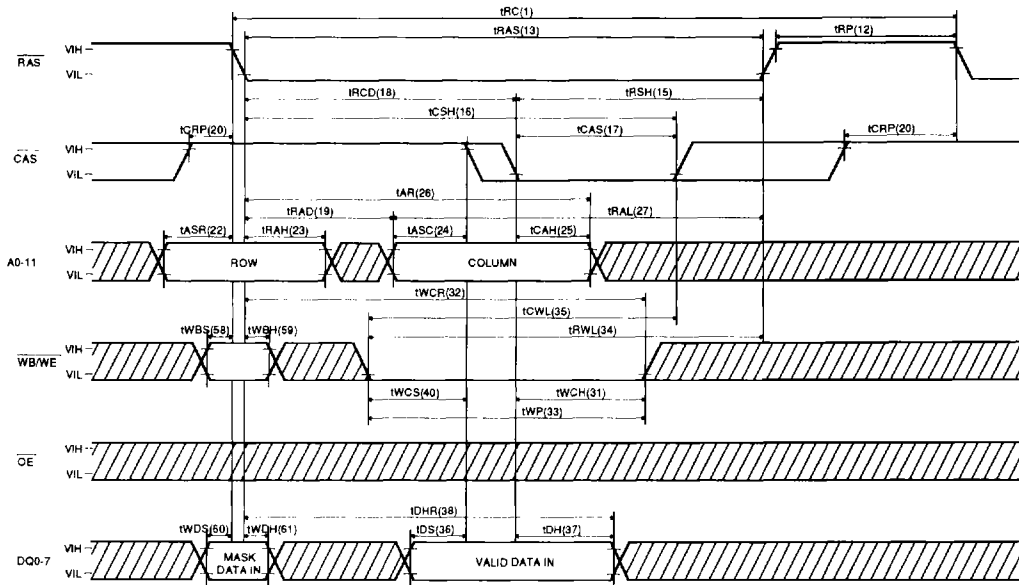 tRC(1)
tRAS(13)
tRP(12)
RAS
VIH
VIL
tRCD(18)
tRSH(15)
tCSH(16)
tCRP(20)
tCAS(17)
tCRP(20)
CAS
VIH
VIL
tAR(26)
tRAD(19)
tRAL(27)
tASR(22)
tRAH(23)
tASC(24)
tCAH(25)
A0-11
VIH
VIL
ROW
COLUMN
tWCR(32)
tCWL(35)
tWBS(58)
tWBH(59)
tRWL(34)
WB/WE
VIH
VIL
tWCS(40)
tWCH(31)
tWP(33)
OE
VIH
VIL
tDHR(38)
tWDS(60)
tWDH(61)
tDS(36)
tDH(37)
DQ0-7
VIH
VIL
MASK
DATA IN
VALID DATA IN